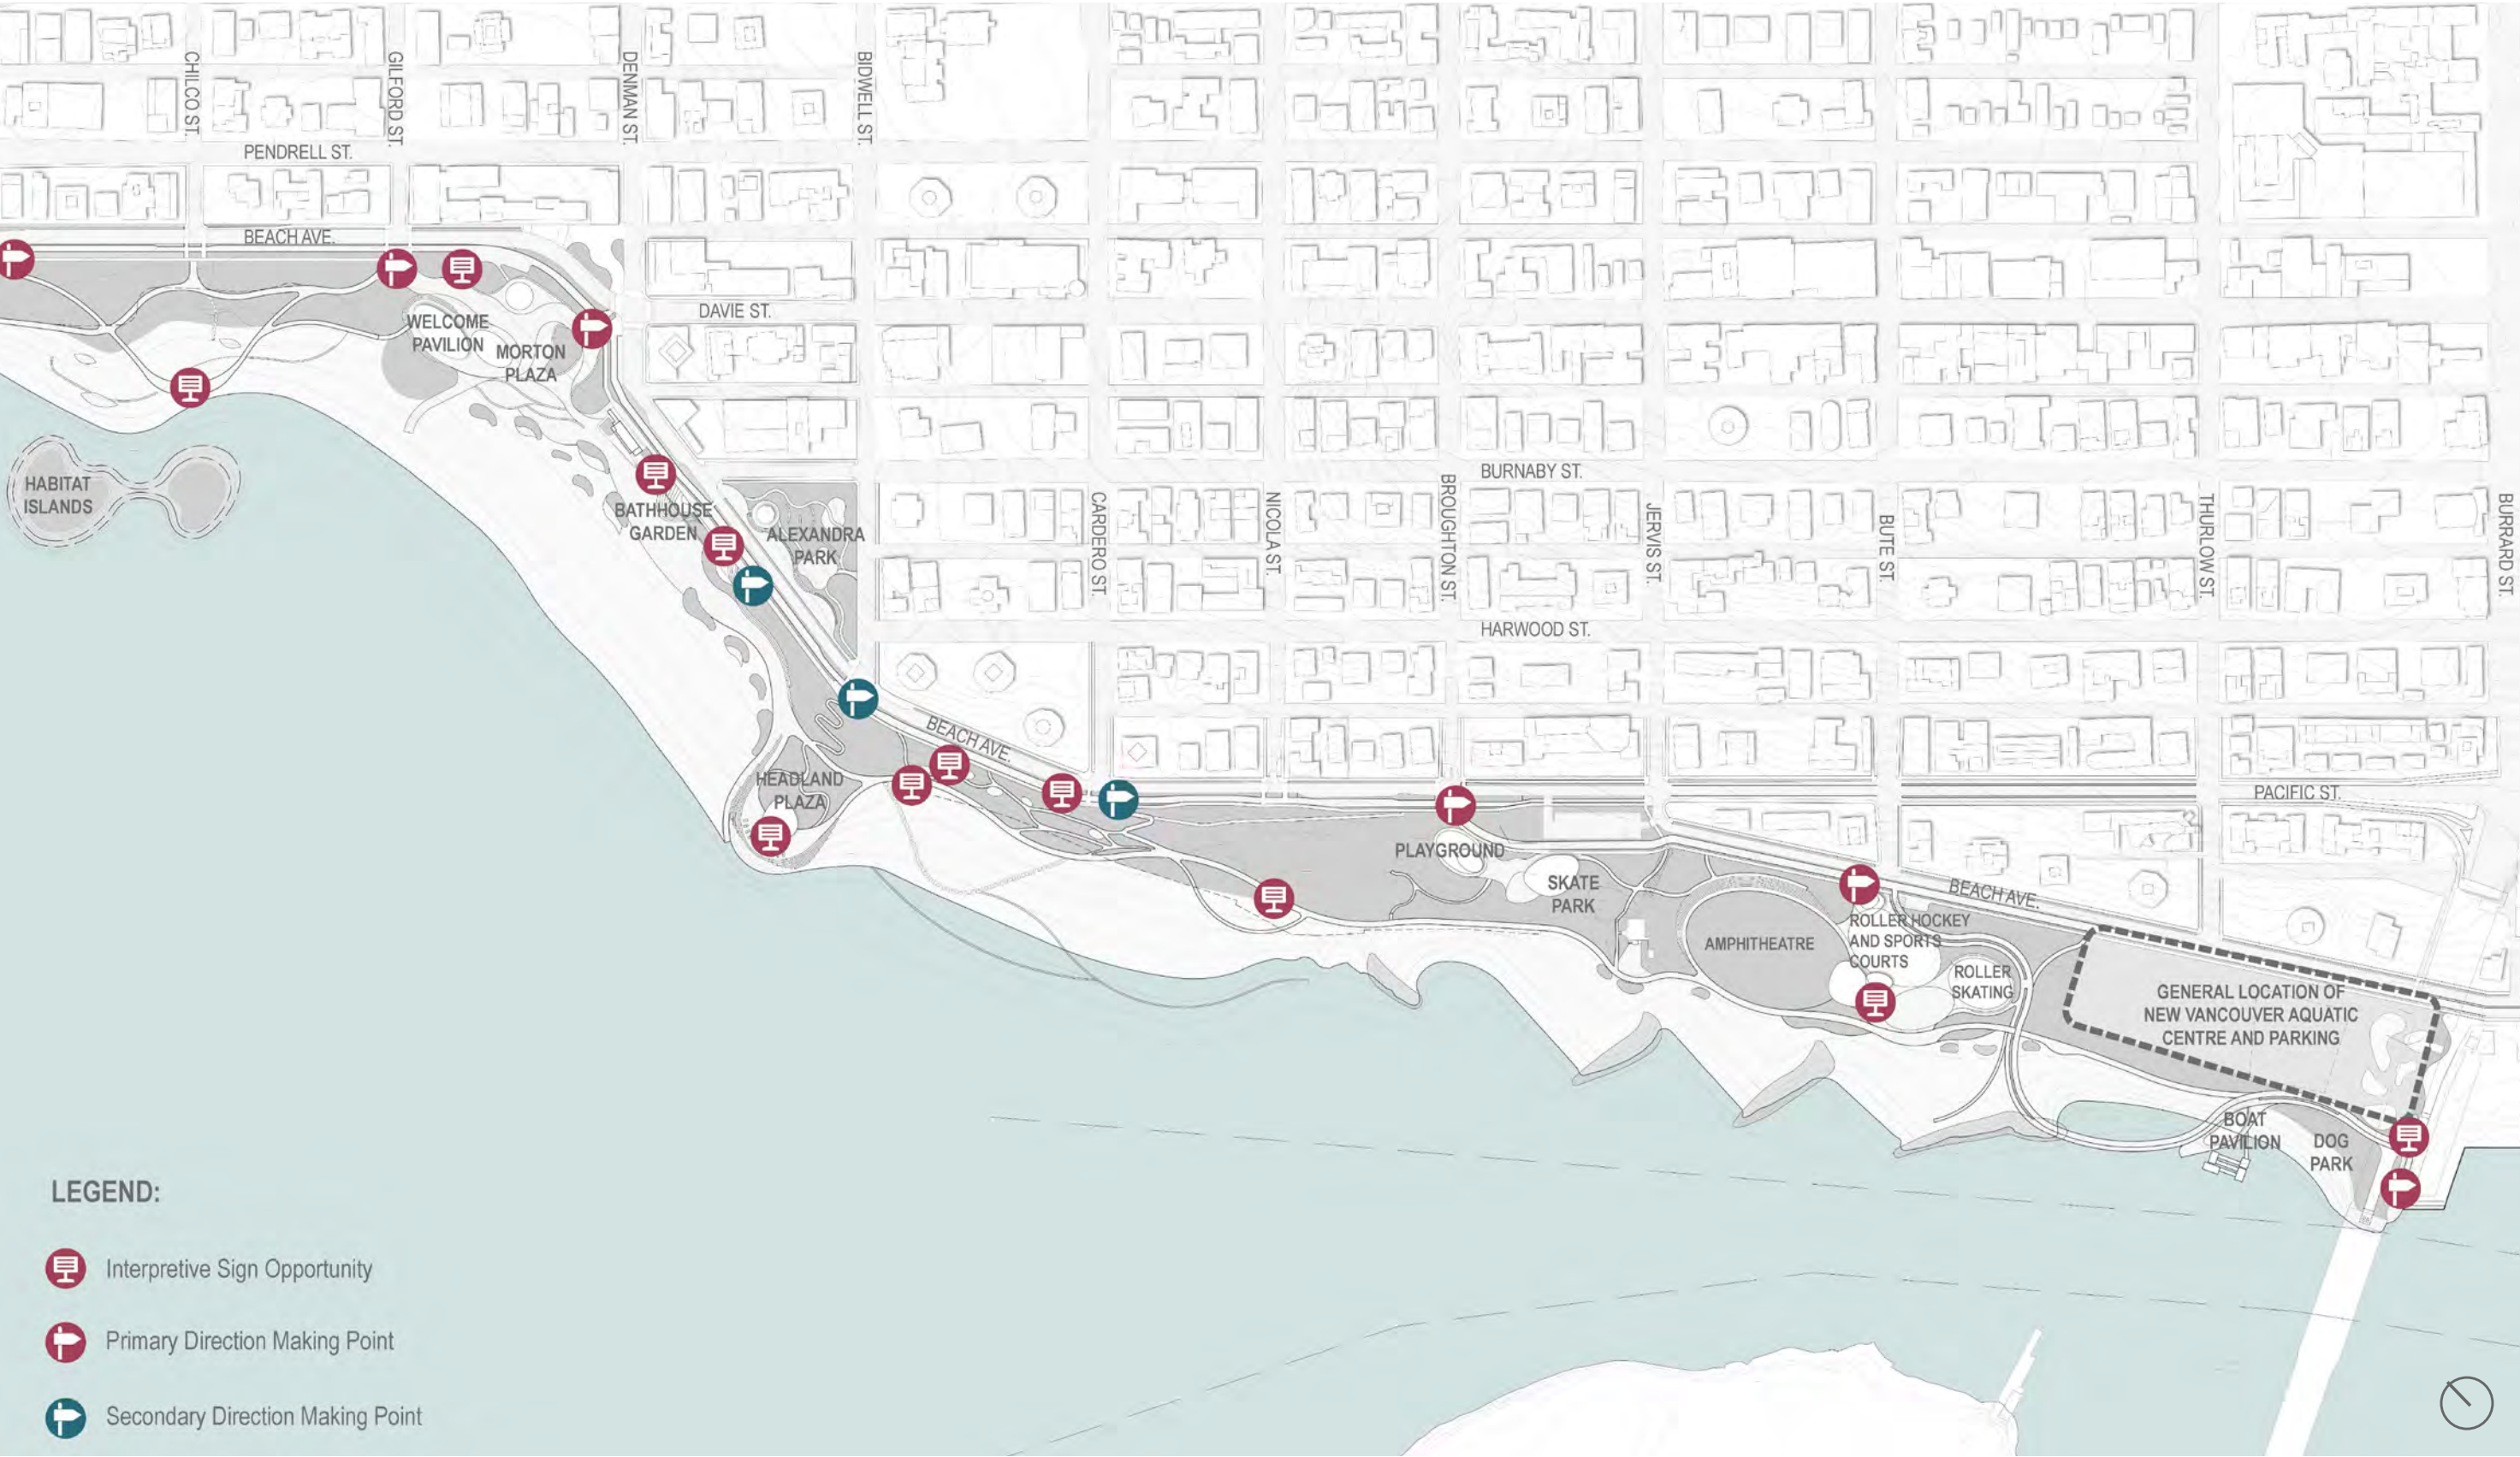 CHILCO ST.
GILFORD ST.
DENMAN ST.
BIDWELL ST.
PENDRELL ST.
BEACH AVE.
DAVIE ST.
WELCOME
PAVILION
MORTON
PLAZA
HABITAT
ISLANDS
BATHHOUSE
GARDEN
ALEXANDRA
PARK
CARDERO ST.
NICOLA ST.
BROUGHTON ST.
BURNABY ST.
JERVIS ST.
BUTE ST.
THURLOW ST.
BURRARD ST.
HARWOOD ST.
BEACH AVE.
HEADLAND
PLAZA
PACIFIC ST.
PLAYGROUND
SKATE
PARK
BEACH AVE.
AMPHITHEATRE
ROLLER HOCKEY
AND SPORTS
COURTS
ROLLER
SKATING
GENERAL LOCATION OF
NEW VANCOUVER AQUATIC
CENTRE AND PARKING
BOAT
PAVILION
DOG
PARK
LEGEND:
Interpretive Sign Opportunity
Primary Direction Making Point
Secondary Direction Making Point